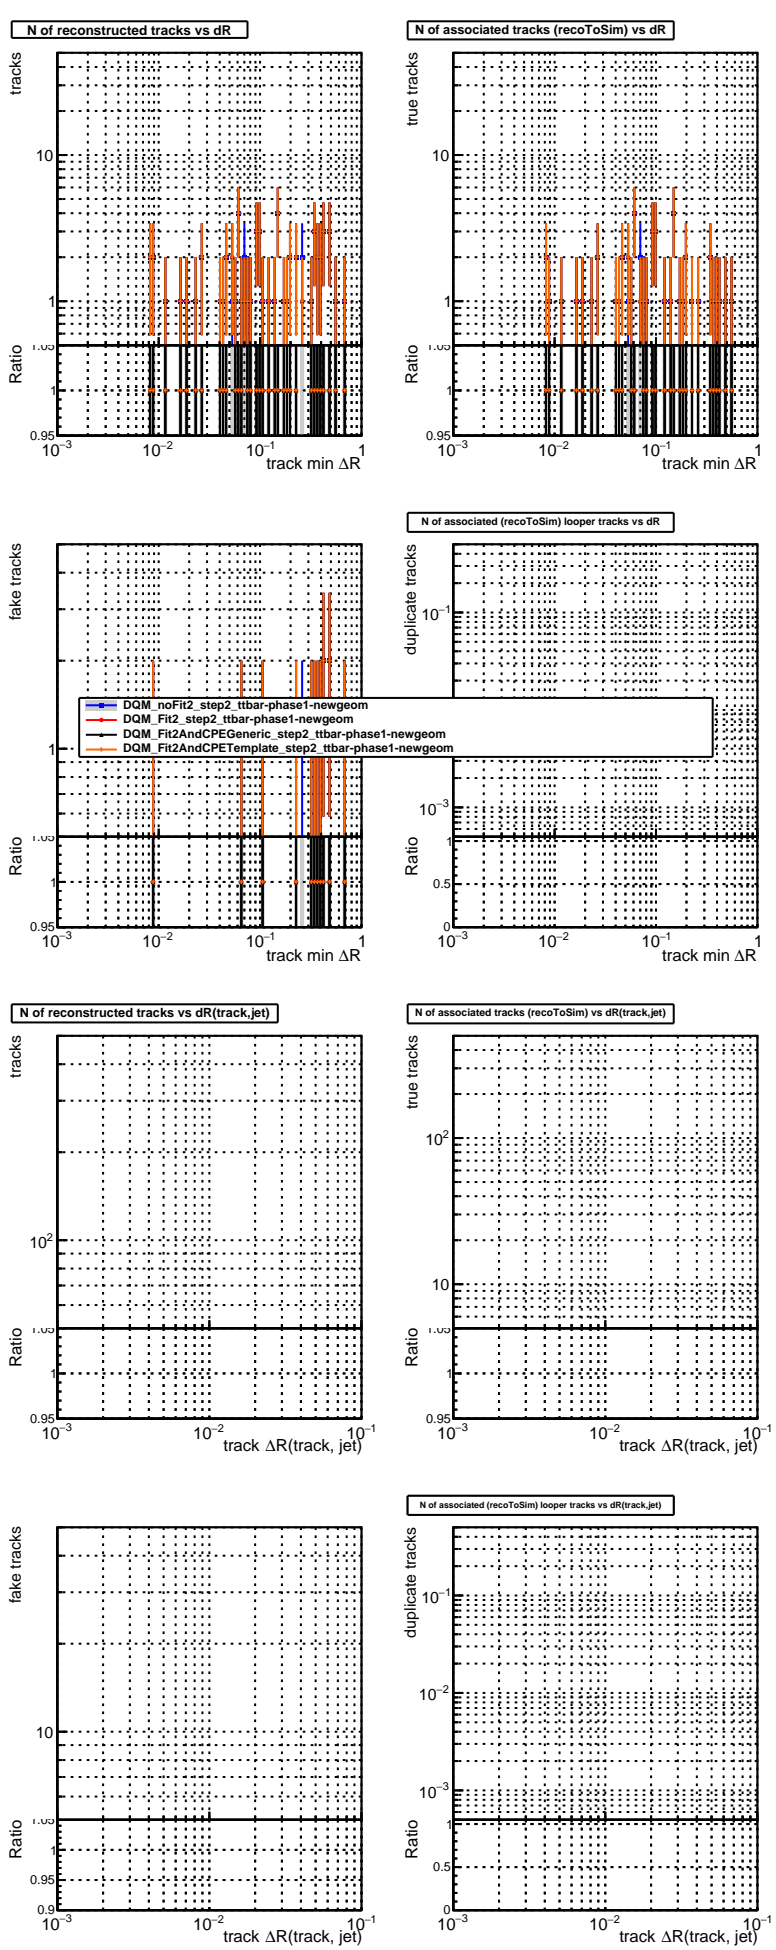 N of reconstructed tracks vs dR
tracks
10
1
1.05
Ratio
1
0.95
10⁻³ 10⁻² 10⁻¹ 1
track min ΔR
N of associated tracks (recoToSim) vs dR
true tracks
10
1
1.05
Ratio
1
0.95
10⁻³ 10⁻² 10⁻¹ 1
track min ΔR
fake tracks
1
1.05
Ratio
1
0.95
10⁻³ 10⁻² 10⁻¹ 1
track min ΔR
N of associated (recoToSim) looper tracks vs dR
duplicate tracks
10⁻¹
10⁻³
Ratio
1
0.5
0
10⁻³ 10⁻² 10⁻¹ 1
track min ΔR
DQM_noFit2_step2_ttbar-phase1-newgeom
DQM_Fit2_step2_ttbar-phase1-newgeom
DQM_Fit2AndCPEGeneric_step2_ttbar-phase1-newgeom
DQM_Fit2AndCPETemplate_step2_ttbar-phase1-newgeom
N of reconstructed tracks vs dR(track,jet)
tracks
10²
1.05
Ratio
1
0.95
10⁻³ 10⁻² 10⁻¹
track ΔR(track, jet)
N of associated tracks (recoToSim) vs dR(track,jet)
true tracks
10²
10
1.05
Ratio
1
0.95
10⁻³ 10⁻² 10⁻¹
track ΔR(track, jet)
fake tracks
10
1.05
Ratio
1
0.95
0.9
10⁻³ 10⁻² 10⁻¹
track ΔR(track, jet)
N of associated (recoToSim) looper tracks vs dR(track,jet)
duplicate tracks
10⁻¹
10⁻²
10⁻³
Ratio
1
0.5
0
10⁻³ 10⁻² 10⁻¹
track ΔR(track, jet)